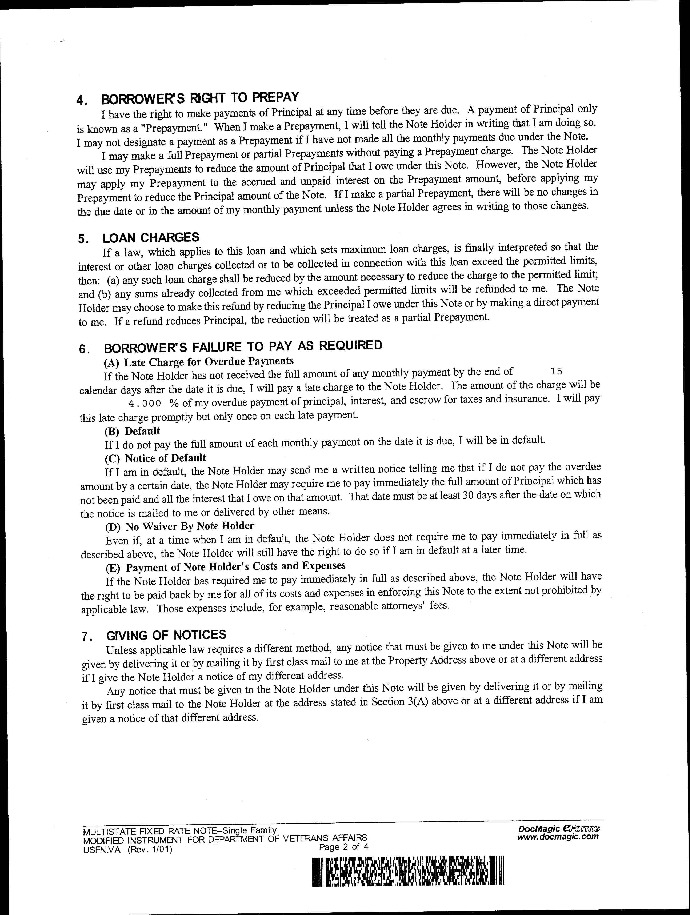 4. BORROWER'S RIGHT TO PREPAY
I have the right to make payments of Principal at any time before they are due. A payment of Principal only
is known as a "Prepayment." When I make a Prepayment, I will tell the Note Holder in writing that I am doing so.
I may not designate a payment as a Prepayment if I have not made all the monthly payments due under the Note.
I may make a full Prepayment or partial Prepayments without paying a Prepayment charge. The Note Holder
will use my Prepayments to reduce the amount of Principal that I owe under this Note. However, the Note Holder
may apply my Prepayment to the accrued and unpaid interest on the Prepayment amount, before applying my
Prepayment to reduce the Principal amount of the Note. If I make a partial Prepayment, there will be no changes in
the due date or in the amount of my monthly payment unless the Note Holder agrees in writing to those changes.
5. LOAN CHARGES
If a law, which applies to this loan and which sets maximum loan charges, is finally interpreted so that the
interest or other loan charges collected or to be collected in connection with this loan exceed the permitted limits,
then: (a) any such loan charge shall be reduced by the amount necessary to reduce the charge to the permitted limit;
and (b) any sums already collected from me which exceeded permitted limits will be refunded to me. The Note
Holder may choose to make this refund by reducing the Principal I owe under this Note or by making a direct payment
to me. If a refund reduces Principal, the reduction will be treated as a partial Prepayment.
6. BORROWER'S FAILURE TO PAY AS REQUIRED
(A) Late Charge for Overdue Payments
If the Note Holder has not received the full amount of any monthly payment by the end of 15
calendar days after the date it is due, I will pay a late charge to the Note Holder. The amount of the charge will be
4.000 % of my overdue payment of principal, interest, and escrow for taxes and insurance. I will pay
this late charge promptly but only once on each late payment.
(B) Default
If I do not pay the full amount of each monthly payment on the date it is due, I will be in default.
(C) Notice of Default
If I am in default, the Note Holder may send me a written notice telling me that if I do not pay the overdue
amount by a certain date, the Note Holder may require me to pay immediately the full amount of Principal which has
not been paid and all the interest that I owe on that amount. That date must be at least 30 days after the date on which
the notice is mailed to me or delivered by other means.
(D) No Waiver By Note Holder
Even if, at a time when I am in default, the Note Holder does not require me to pay immediately in full as
described above, the Note Holder will still have the right to do so if I am in default at a later time.
(E) Payment of Note Holder's Costs and Expenses
If the Note Holder has required me to pay immediately in full as described above, the Note Holder will have
the right to be paid back by me for all of its costs and expenses in enforcing this Note to the extent not prohibited by
applicable law. Those expenses include, for example, reasonable attorneys' fees.
7. GIVING OF NOTICES
Unless applicable law requires a different method, any notice that must be given to me under this Note will be
given by delivering it or by mailing it by first class mail to me at the Property Address above or at a different address
if I give the Note Holder a notice of my different address.
Any notice that must be given to the Note Holder under this Note will be given by delivering it or by mailing
it by first class mail to the Note Holder at the address stated in Section 3(A) above or at a different address if I am
given a notice of that different address.
MULTISTATE FIXED RATE NOTE--Single Family
MODIFIED INSTRUMENT FOR DEPARTMENT OF VETERANS AFFAIRS
USFN.VA (Rev. 1/01) Page 2 of 4
DocMagic
www.docmagic.com